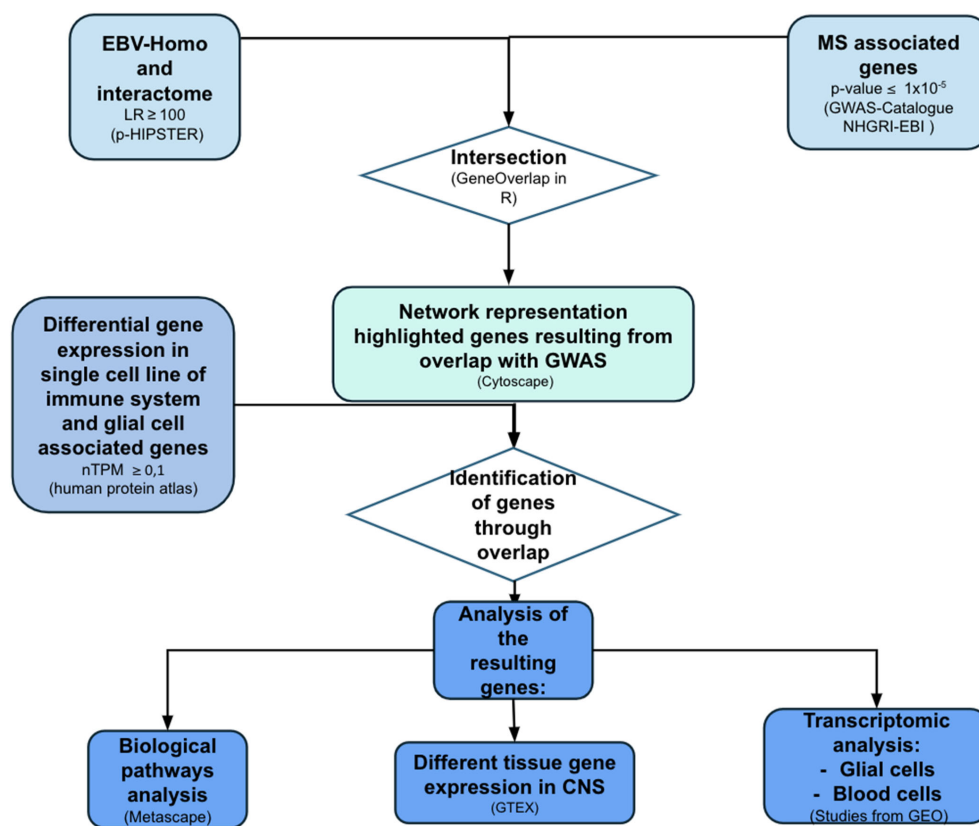 EBV-Homo
and
interactome
LR ≥ 100
(p-HIPSTER)
MS associated
genes
p-value ≤ 1x10⁻⁵
(GWAS-Catalogue
NHGRI-EBI )
Intersection
(GeneOverlap in
R)
Network representation
highlighted genes resulting from
overlap with GWAS
(Cytoscape)
Differential gene
expression in
single cell line of
immune system
and glial cell
associated genes
nTPM ≥ 0,1
(human protein atlas)
Identification
of genes
through
overlap
Analysis of
the
resulting
genes:
Biological
pathways
analysis
(Metascape)
Different tissue gene
expression in CNS
(GTEX)
Transcriptomic
analysis:
- Glial cells
- Blood cells
(Studies from GEO)